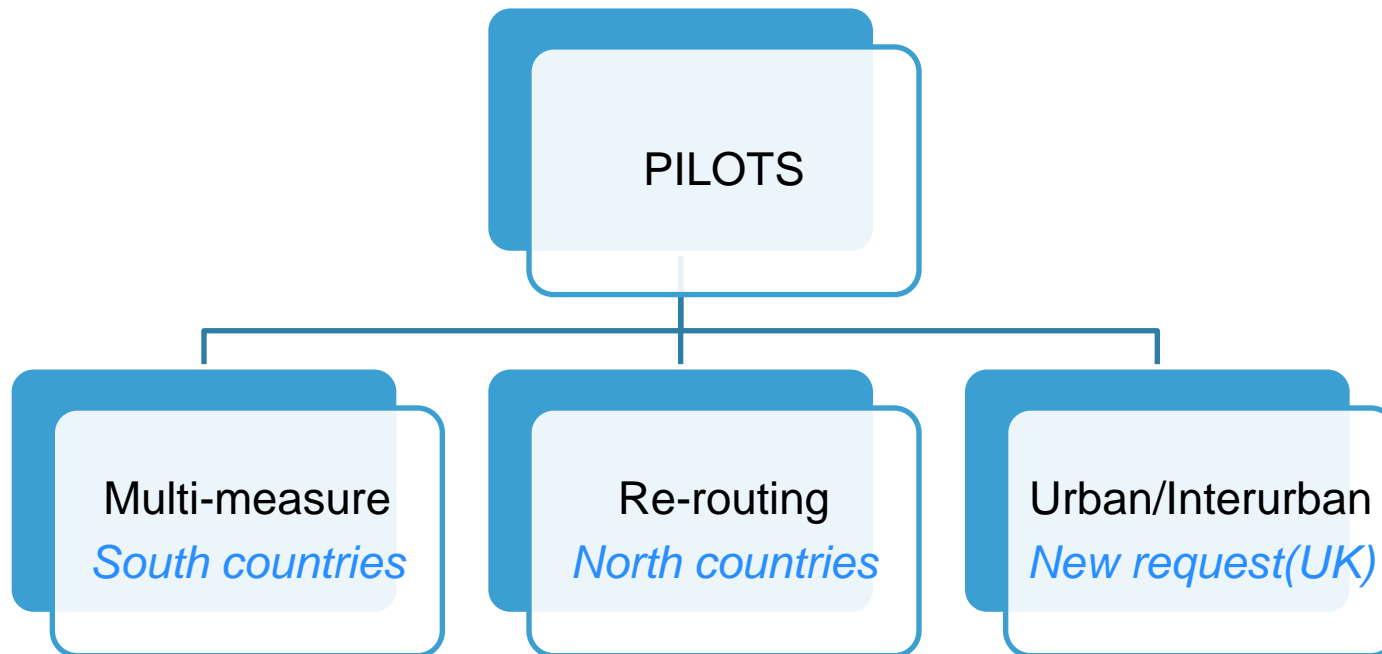 PILOTS
Multi-measure
South countries
Re-routing
North countries
Urban/Interurban
New request(UK)